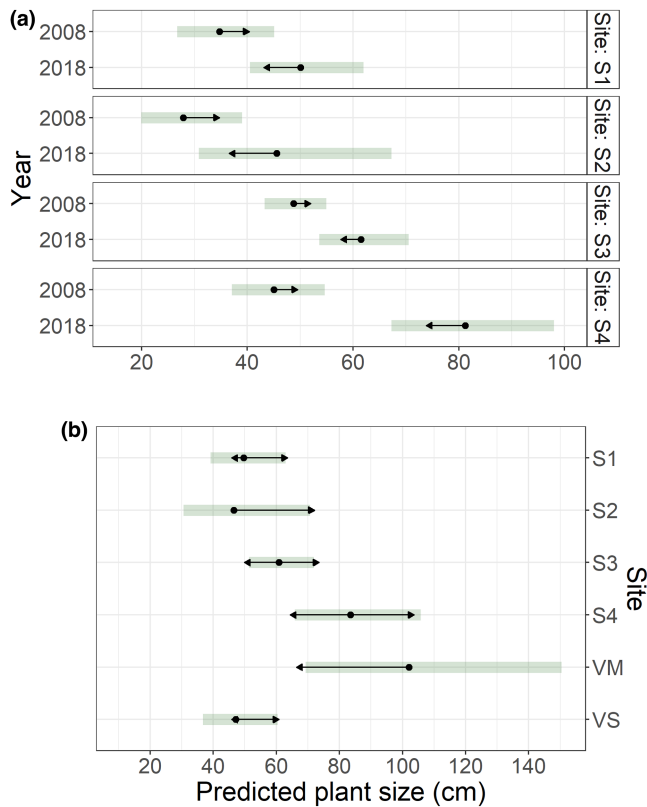 (a)
Year
2008
2018
Site: S1
2008
2018
Site: S2
2008
2018
Site: S3
2008
2018
Site: S4
20 40 60 80 100
(b)
S1
S2
S3
S4
VM
VS
Site
20 40 60 80 100 120 140
Predicted plant size (cm)